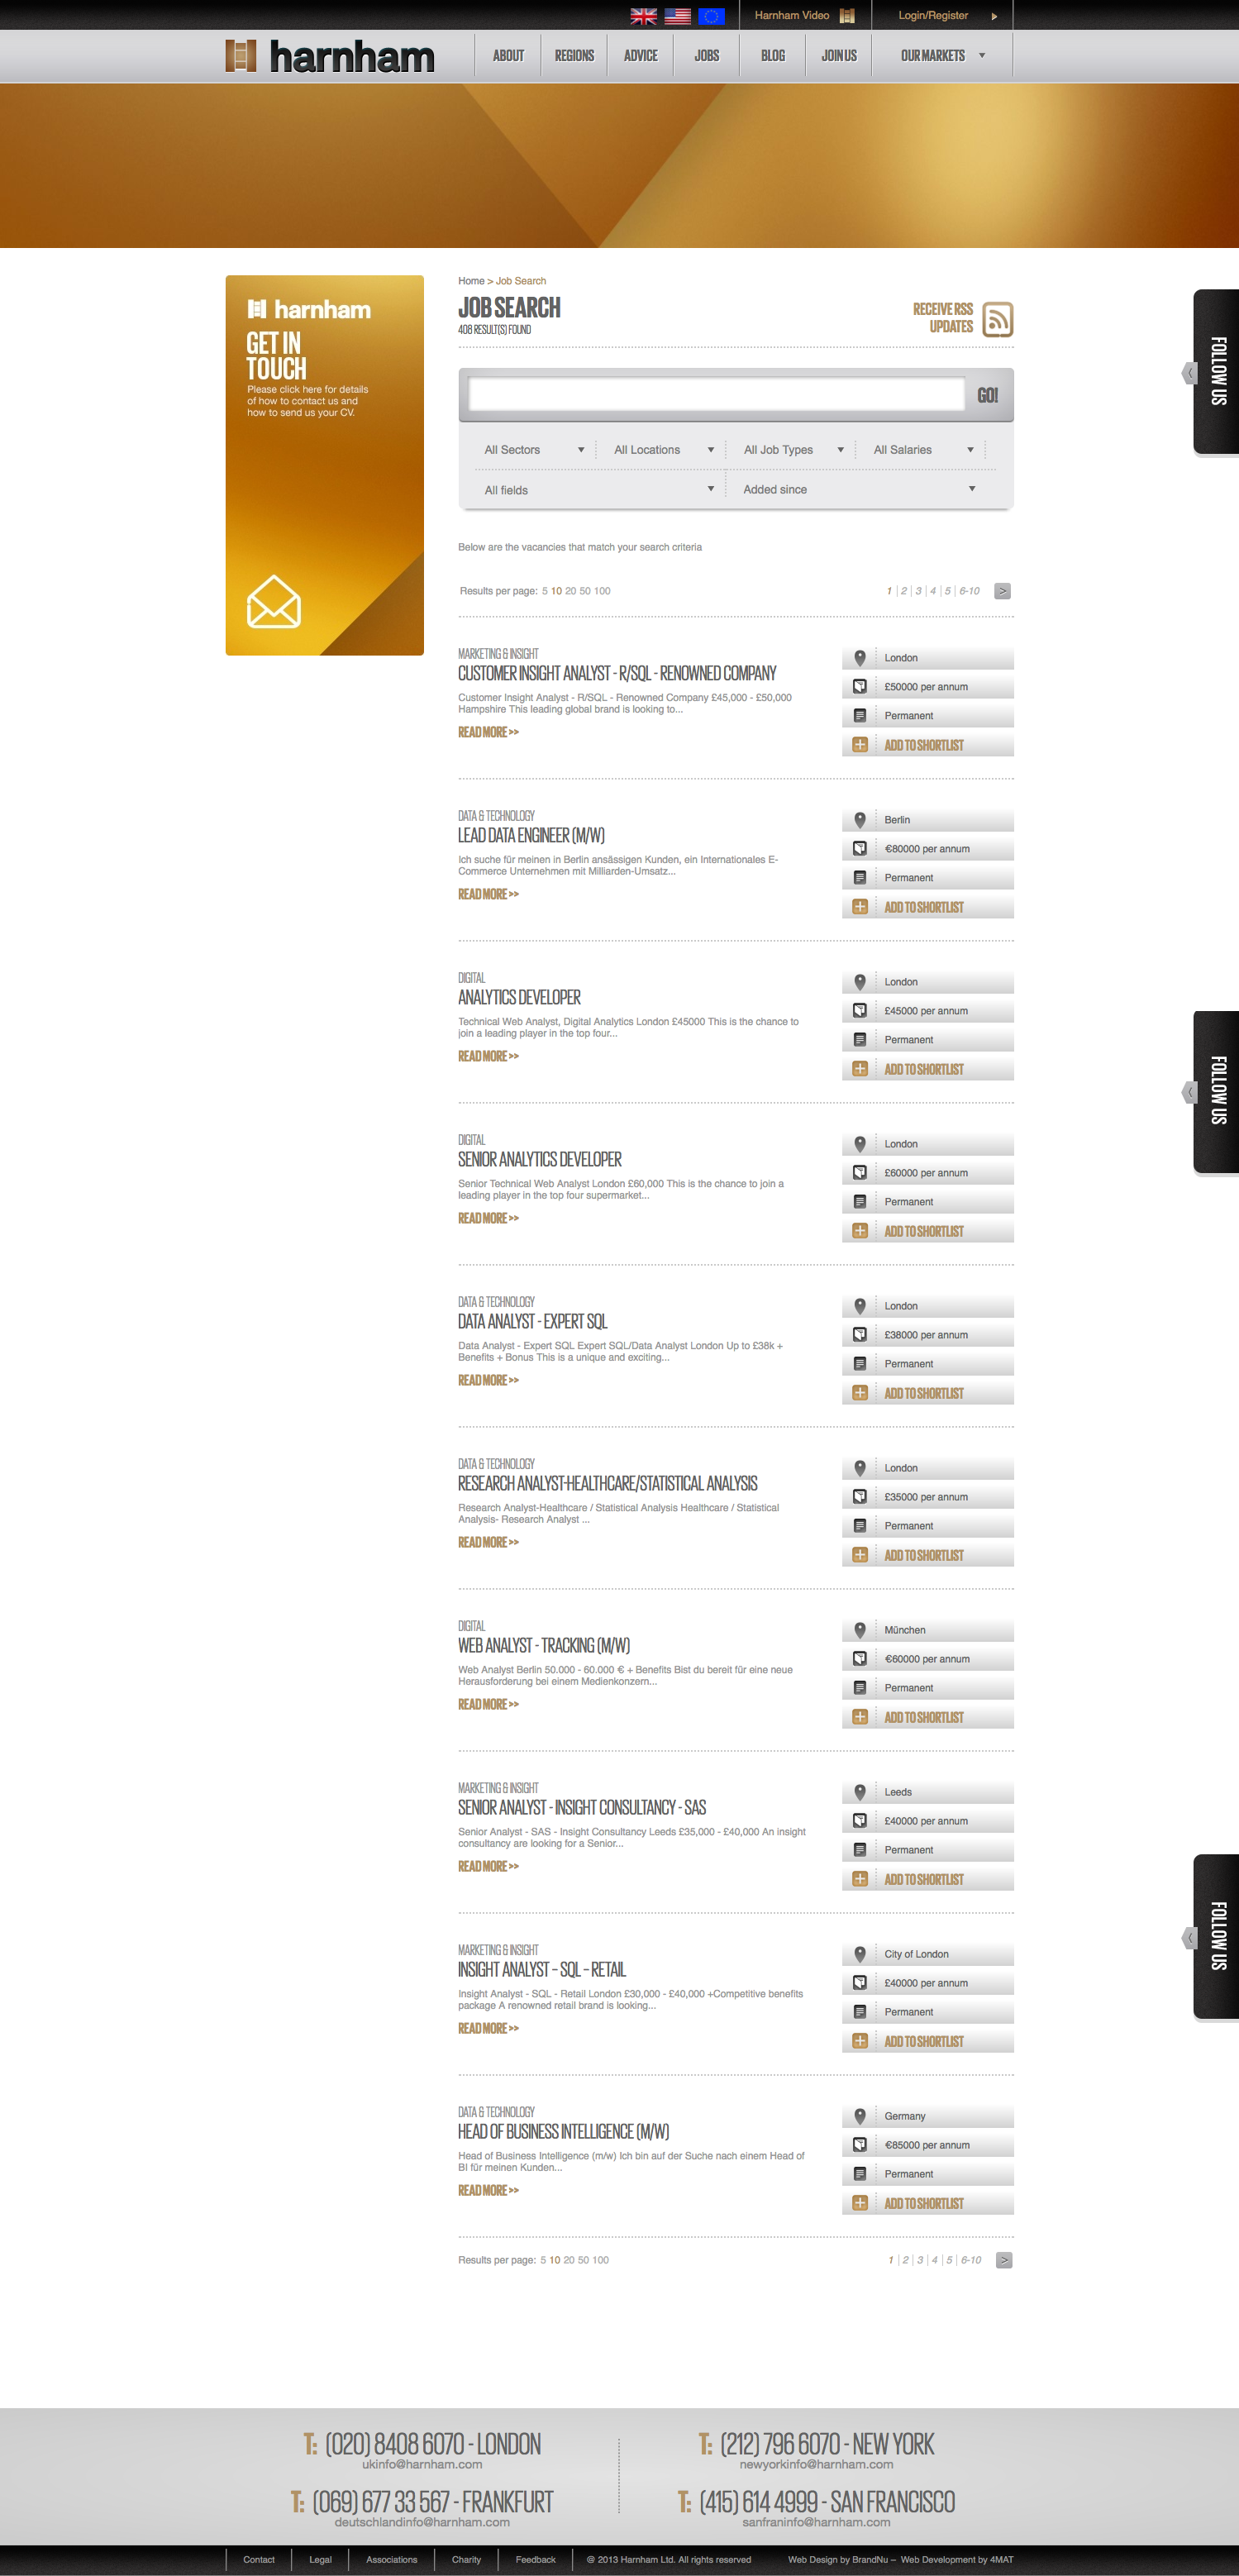 Harnham Video
Login/Register
harnham
ABOUT
REGIONS
ADVICE
JOBS
BLOG
JOIN US
OUR MARKETS
harnham
GET IN
TOUCH
Please click here for details
of how to contact us and
how to send us your CV.
Home > Job Search
JOB SEARCH
408 RESULT(S) FOUND
RECEIVE RSS
UPDATES
FOLLOW US
GO!
All Sectors
All Locations
All Job Types
All Salaries
All fields
Added since
Below are the vacancies that match your search criteria
Results per page: 5 10 20 50 100
1 | 2 | 3 | 4 | 5 | 6-10 >
MARKETING & INSIGHT
CUSTOMER INSIGHT ANALYST - R/SQL - RENOWNED COMPANY
Customer Insight Analyst - R/SQL - Renowned Company £45,000 - £50,000
Hampshire This leading global brand is looking to...
READ MORE >>
London
£50000 per annum
Permanent
ADD TO SHORTLIST
DATA & TECHNOLOGY
LEAD DATA ENGINEER (M/W)
Ich suche für meinen in Berlin ansässigen Kunden, ein Internationales E-
Commerce Unternehmen mit Milliarden-Umsatz...
READ MORE >>
Berlin
€80000 per annum
Permanent
ADD TO SHORTLIST
DIGITAL
ANALYTICS DEVELOPER
Technical Web Analyst, Digital Analytics London £45000 This is the chance to
join a leading player in the top four...
READ MORE >>
London
£45000 per annum
Permanent
ADD TO SHORTLIST
FOLLOW US
DIGITAL
SENIOR ANALYTICS DEVELOPER
Senior Technical Web Analyst London £60,000 This is the chance to join a
leading player in the top four supermarket...
READ MORE >>
London
£60000 per annum
Permanent
ADD TO SHORTLIST
DATA & TECHNOLOGY
DATA ANALYST - EXPERT SQL
Data Analyst - Expert SQL Expert SQL/Data Analyst London Up to £38k +
Benefits + Bonus This is a unique and exciting...
READ MORE >>
London
£38000 per annum
Permanent
ADD TO SHORTLIST
DATA & TECHNOLOGY
RESEARCH ANALYST-HEALTHCARE/STATISTICAL ANALYSIS
Research Analyst-Healthcare / Statistical Analysis Healthcare / Statistical
Analysis- Research Analyst ...
READ MORE >>
London
£35000 per annum
Permanent
ADD TO SHORTLIST
DIGITAL
WEB ANALYST - TRACKING (M/W)
Web Analyst Berlin 50.000 - 60.000 € + Benefits Bist du bereit für eine neue
Herausforderung bei einem Medienkonzern...
READ MORE >>
München
€60000 per annum
Permanent
ADD TO SHORTLIST
MARKETING & INSIGHT
SENIOR ANALYST - INSIGHT CONSULTANCY - SAS
Senior Analyst - SAS - Insight Consultancy Leeds £35,000 - £40,000 An insight
consultancy are looking for a Senior...
READ MORE >>
Leeds
£40000 per annum
Permanent
ADD TO SHORTLIST
FOLLOW US
MARKETING & INSIGHT
INSIGHT ANALYST – SQL – RETAIL
Insight Analyst - SQL - Retail London £30,000 - £40,000 +Competitive benefits
package A renowned retail brand is looking...
READ MORE >>
City of London
£40000 per annum
Permanent
ADD TO SHORTLIST
DATA & TECHNOLOGY
HEAD OF BUSINESS INTELLIGENCE (M/W)
Head of Business Intelligence (m/w) Ich bin auf der Suche nach einem Head of
BI für meinen Kunden...
READ MORE >>
Germany
€85000 per annum
Permanent
ADD TO SHORTLIST
Results per page: 5 10 20 50 100
1 | 2 | 3 | 4 | 5 | 6-10 >
T: (020) 8408 6070 - LONDON
ukinfo@harnham.com
T: (212) 796 6070 - NEW YORK
newyorkinfo@harnham.com
T: (069) 677 33 567 - FRANKFURT
deutschlandinfo@harnham.com
T: (415) 614 4999 - SAN FRANCISCO
sanfraninfo@harnham.com
Contact
Legal
Associations
Charity
Feedback
@ 2013 Harnham Ltd. All rights reserved
Web Design by BrandNu – Web Development by 4MAT